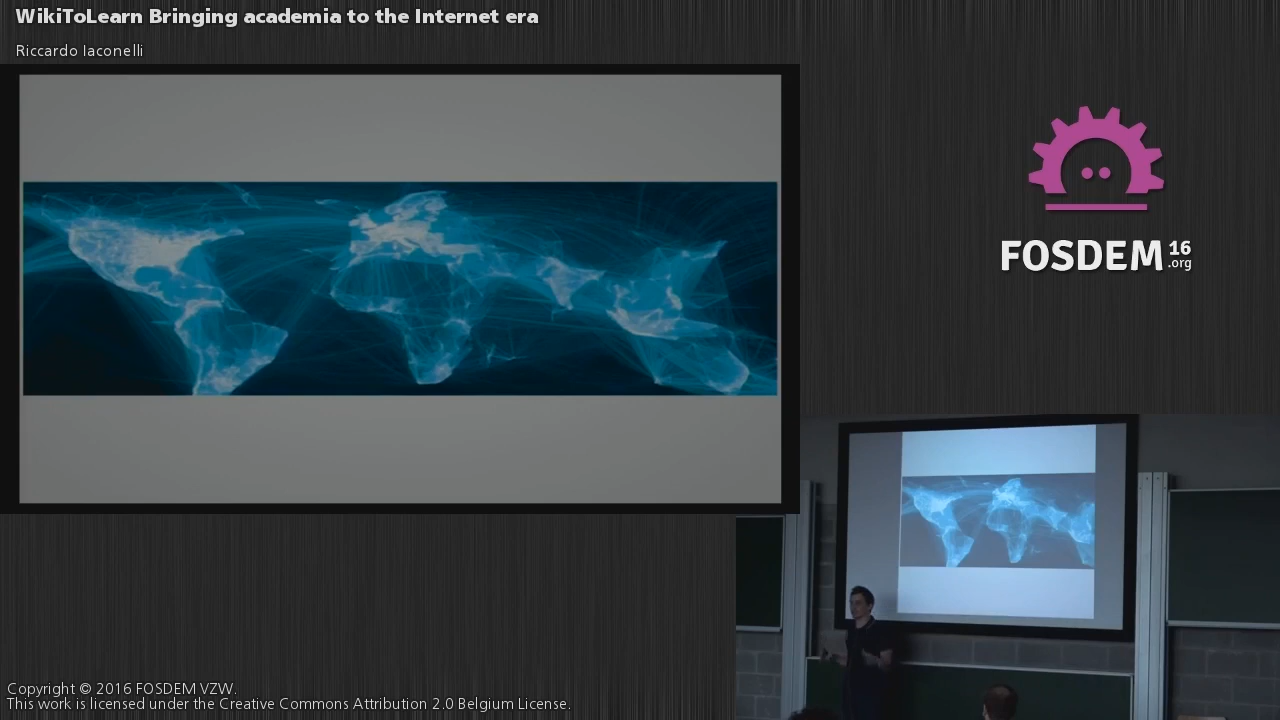 WikiToLearn Bringing academia to the Internet era
Riccardo Iaconelli
FOSDEM 16
.org
Copyright © 2016 FOSDEM VZW.
This work is licensed under the Creative Commons Attribution 2.0 Belgium License.